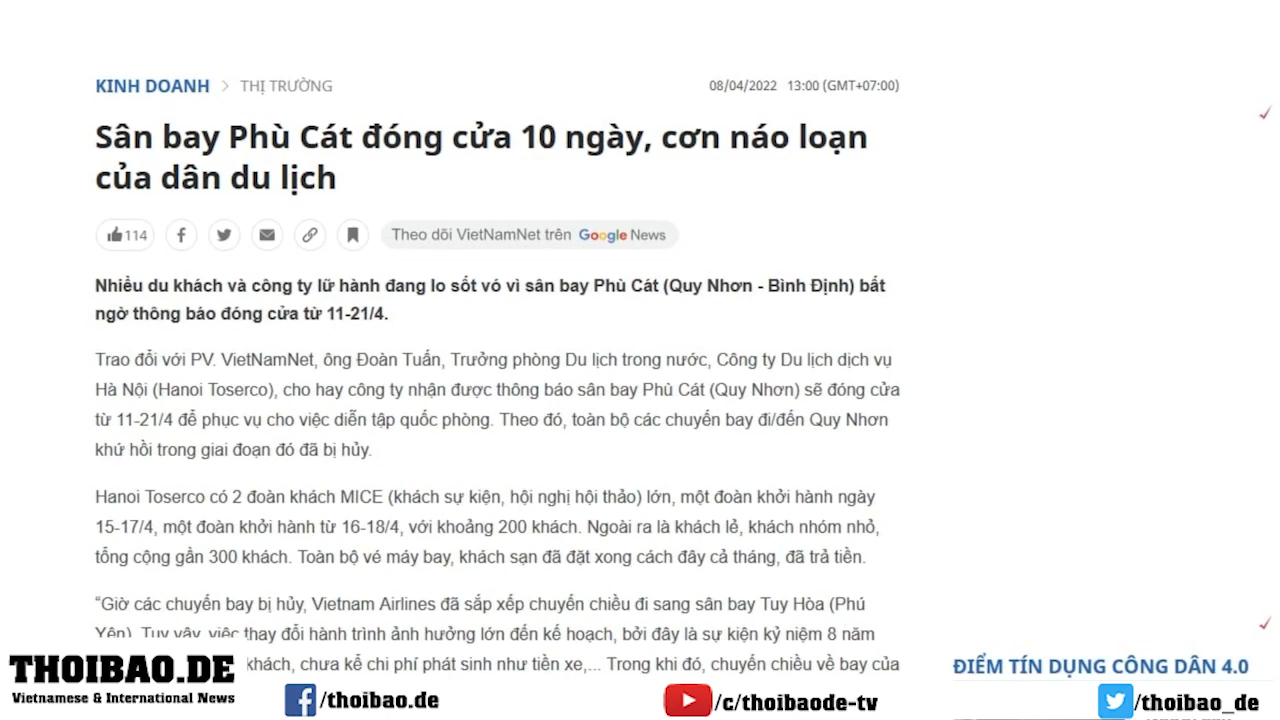 KINH DOANH > THỊ TRƯỜNG
08/04/2022 13:00 (GMT+07:00)
Sân bay Phù Cát đóng cửa 10 ngày, cơn náo loạn
của dân du lịch
114
Theo dõi VietNamNet trên Google News
Nhiều du khách và công ty lữ hành đang lo sốt vó vì sân bay Phù Cát (Quy Nhơn - Bình Định) bất
ngờ thông báo đóng cửa từ 11-21/4.
Trao đổi với PV. VietNamNet, ông Đoàn Tuấn, Trưởng phòng Du lịch trong nước, Công ty Du lịch dịch vụ
Hà Nội (Hanoi Toserco), cho hay công ty nhận được thông báo sân bay Phù Cát (Quy Nhơn) sẽ đóng cửa
từ 11-21/4 để phục vụ cho việc diễn tập quốc phòng. Theo đó, toàn bộ các chuyến bay đi/đến Quy Nhơn
khứ hồi trong giai đoạn đó đã bị hủy.
Hanoi Toserco có 2 đoàn khách MICE (khách sự kiện, hội nghị hội thảo) lớn, một đoàn khởi hành ngày
15-17/4, một đoàn khởi hành từ 16-18/4, với khoảng 200 khách. Ngoài ra là khách lẻ, khách nhóm nhỏ,
tổng cộng gần 300 khách. Toàn bộ vé máy bay, khách sạn đã đặt xong cách đây cả tháng, đã trả tiền.
“Giờ các chuyến bay bị hủy, Vietnam Airlines đã sắp xếp chuyến chiều đi sang sân bay Tuy Hòa (Phú
Yên). Tuy vậy, việc thay đổi hành trình ảnh hưởng lớn đến kế hoạch, bởi đây là sự kiện kỷ niệm 8 năm
khách, chưa kể chi phí phát sinh như tiền xe,... Trong khi đó, chuyến chiều về bay của
ĐIỂM TÍN DỤNG CÔNG DÂN 4.0
THOIBAO.DE
Vietnamese & International News
/thoibao.de
/c/thoibaode-tv
/thoibao_de